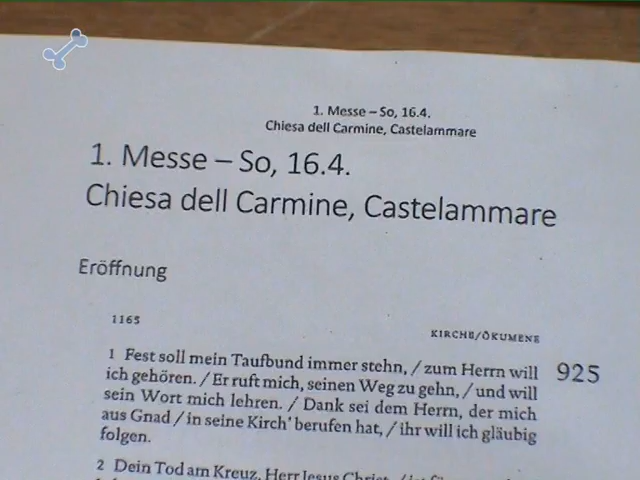 1. Messe – So, 16.4.
Chiesa dell Carmine, Castelammare
1. Messe – So, 16.4.
Chiesa dell Carmine, Castelammare
Eröffnung
1165
KIRCHE/ÖKUMENE
925
1 Fest soll mein Taufbund immer stehn, / zum Herrn will
ich gehören. / Er ruft mich, seinen Weg zu gehn, / und will
sein Wort mich lehren. / Dank sei dem Herrn, der mich
aus Gnad / in seine Kirch' berufen hat, / ihr will ich gläubig
folgen.
2 Dein Tod am Kreuz, Herr Jesus Christ,